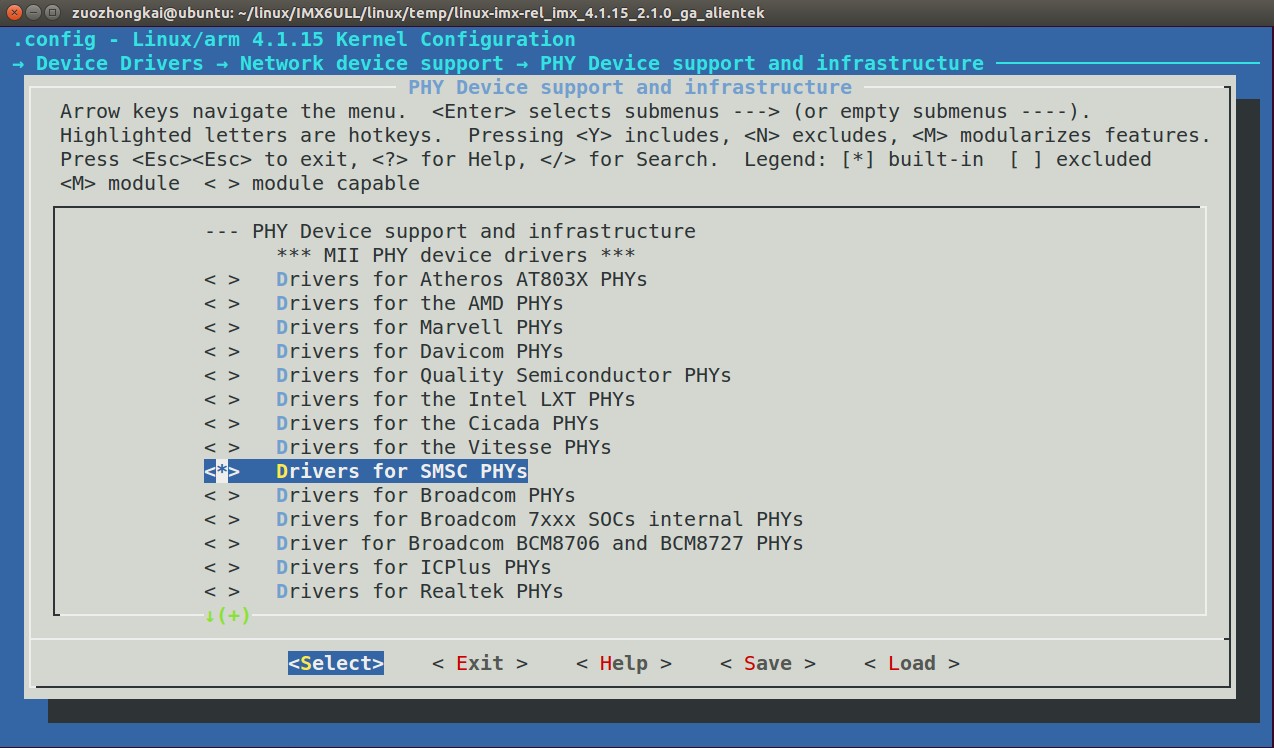 zuozhongkai@ubuntu: ~/linux/IMX6ULL/linux/temp/linux-imx-rel_imx_4.1.15_2.1.0_ga_alientek
.config - Linux/arm 4.1.15 Kernel Configuration
→ Device Drivers → Network device support → PHY Device support and infrastructure
PHY Device support and infrastructure
Arrow keys navigate the menu.  <Enter> selects submenus ---> (or empty submenus ----).
Highlighted letters are hotkeys.  Pressing <Y> includes, <N> excludes, <M> modularizes features.
Press <Esc><Esc> to exit, <?> for Help, </> for Search.  Legend: [*] built-in  [ ] excluded
<M> module  < > module capable
--- PHY Device support and infrastructure
*** MII PHY device drivers ***
< >   Drivers for Atheros AT803X PHYs
< >   Drivers for the AMD PHYs
< >   Drivers for Marvell PHYs
< >   Drivers for Davicom PHYs
< >   Drivers for Quality Semiconductor PHYs
< >   Drivers for the Intel LXT PHYs
< >   Drivers for the Cicada PHYs
< >   Drivers for the Vitesse PHYs
<*>   Drivers for SMSC PHYs
< >   Drivers for Broadcom PHYs
< >   Drivers for Broadcom 7xxx SOCs internal PHYs
< >   Driver for Broadcom BCM8706 and BCM8727 PHYs
< >   Drivers for ICPlus PHYs
< >   Drivers for Realtek PHYs
↓(+)
<Select>    < Exit >    < Help >    < Save >    < Load >